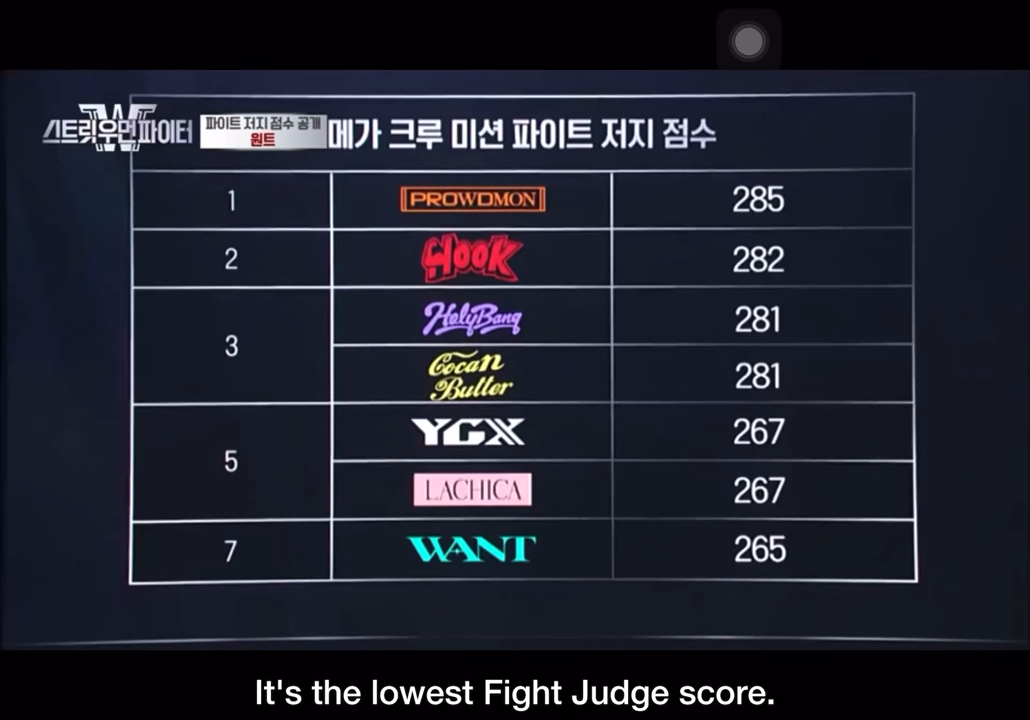 스트릿우먼파이터
W
파이트 저지 점수 공개
원트
메가 크루 미션 파이트 저지 점수
1 PROWDMON 285
2 HOOK 282
3
HolyBang 281
Cocan Butter 281
5
YGX 267
LACHICA 267
7 WANT 265
It's the lowest Fight Judge score.